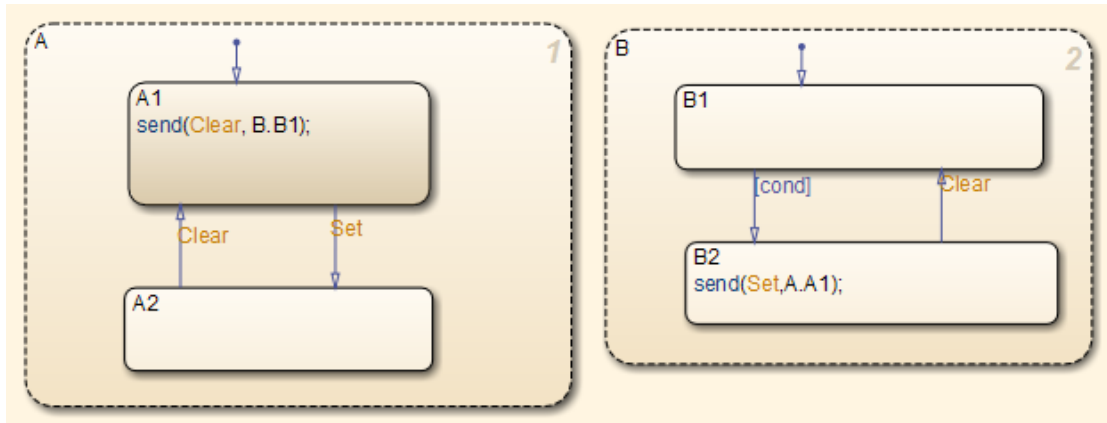 A
1
A1
send(Clear, B.B1);
Clear
Set
A2
B
2
B1
[cond]
Clear
B2
send(Set,A.A1);